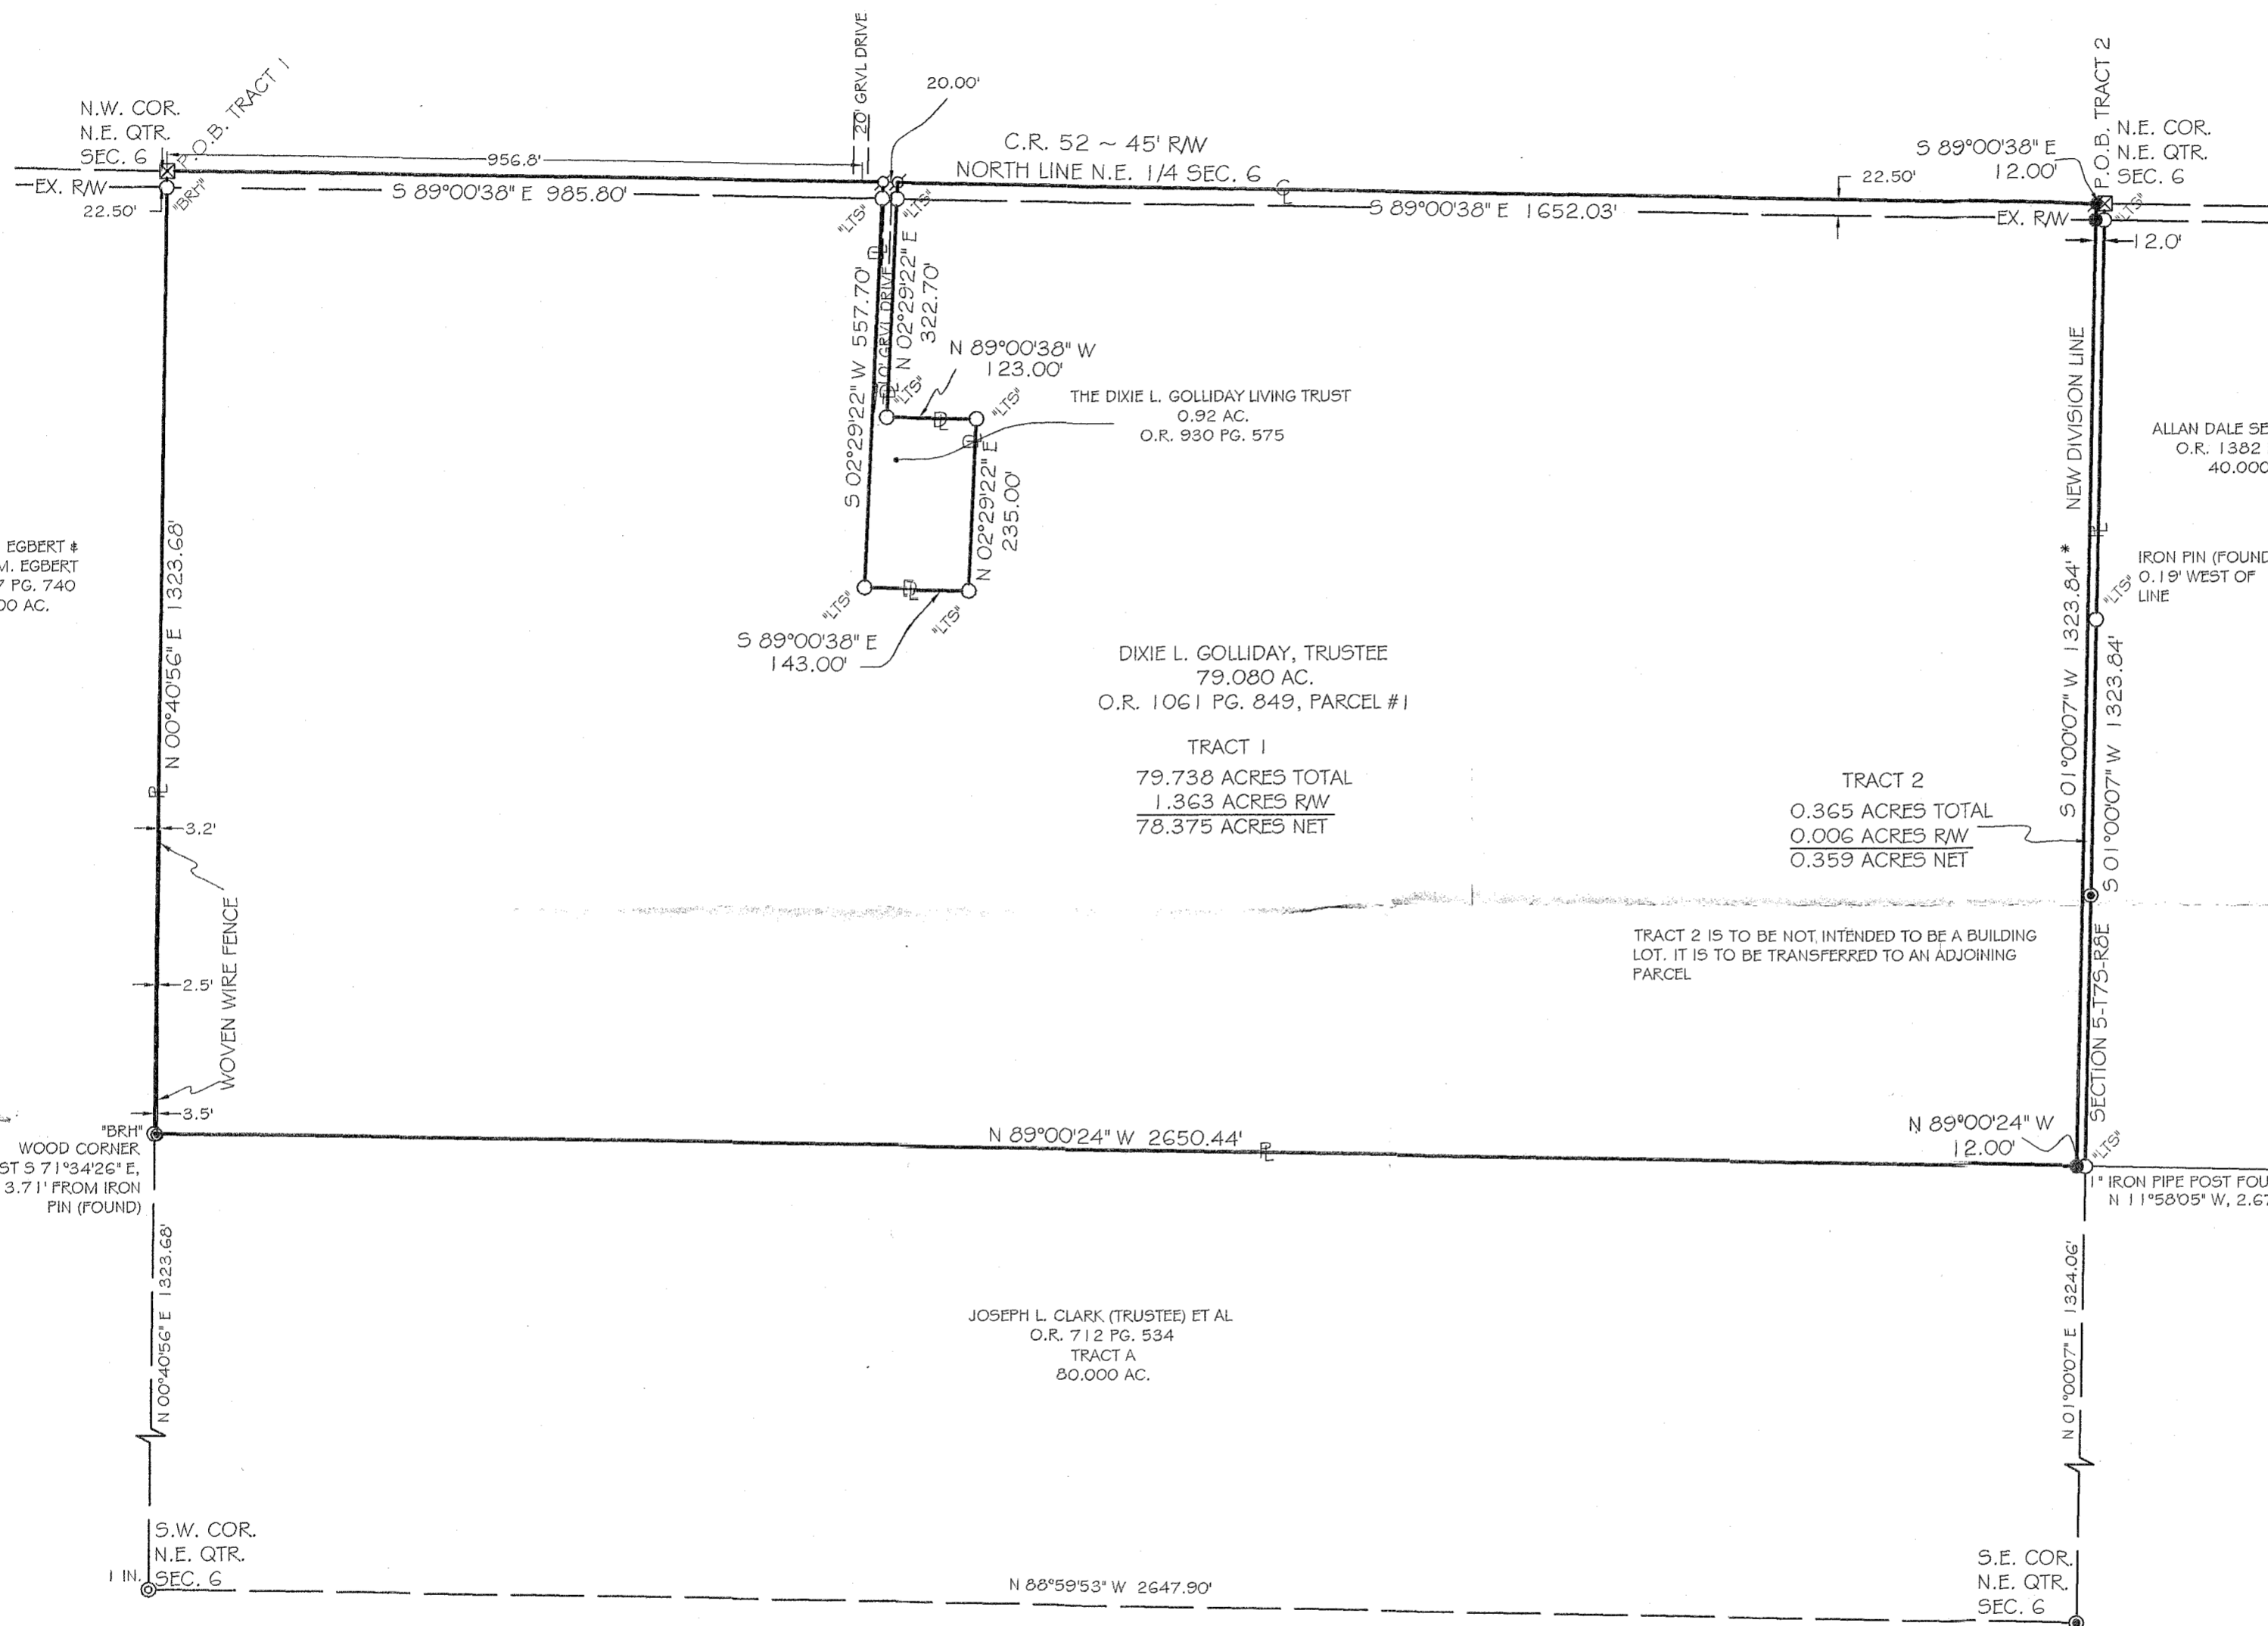 N.W. COR.
N.E. QTR.
SEC. 6
P.O.B. TRACT 1
20' GRVL DRIVE
20.00'
C.R. 52 ~ 45' R/W
NORTH LINE N.E. 1/4 SEC. 6
P.O.B. TRACT 2
N.E. COR.
N.E. QTR.
SEC. 6
S 89°00'38" E
12.00'
956.8'
EX. R/W
22.50'
"BRH"
S 89°00'38" E 985.80'
"LTS"
"LTS"
S 89°00'38" E 1652.03'
22.50'
EX. R/W
"LTS"
12.0'
S 02°29'22" W 557.70'
GRVL DRIVE
N 02°29'22" E
322.70'
"LTS"
N 89°00'38" W
123.00'
"LTS"
THE DIXIE L. GOLLIDAY LIVING TRUST
0.92 AC.
O.R. 930 PG. 575
N 02°29'22" E
235.00'
"LTS"
"LTS"
S 89°00'38" E
143.00'
NEW DIVISION LINE
S 01°00'07" W 1323.84' *
ALLAN DALE SE
O.R. 1382
40.000
IRON PIN (FOUND
0.19' WEST OF
LINE
"LTS"
S 01°00'07" W 1323.84'
EGBERT &
M. EGBERT
7 PG. 740
00 AC.
N 00°40'56" E 1323.68'
DIXIE L. GOLLIDAY, TRUSTEE
79.080 AC.
O.R. 1061 PG. 849, PARCEL #1
TRACT 1
79.738 ACRES TOTAL
1.363 ACRES R/W
78.375 ACRES NET
TRACT 2
0.365 ACRES TOTAL
0.006 ACRES R/W
0.359 ACRES NET
3.2'
WOVEN WIRE FENCE
2.5'
3.5'
TRACT 2 IS TO BE NOT INTENDED TO BE A BUILDING
LOT. IT IS TO BE TRANSFERRED TO AN ADJOINING
PARCEL
SECTION 5-T7S-R8E
"BRH"
WOOD CORNER
ST S 71°34'26" E,
3.71' FROM IRON
PIN (FOUND)
N 89°00'24" W 2650.44'
N 89°00'24" W
12.00'
"LTS"
1" IRON PIPE POST FOU
N 11°58'05" W, 2.67
N 00°40'56" E 1323.68'
N 01°00'07" E 1324.06'
JOSEPH L. CLARK (TRUSTEE) ET AL
O.R. 712 PG. 534
TRACT A
80.000 AC.
S.W. COR.
N.E. QTR.
SEC. 6
1 IN.
N 88°59'53" W 2647.90'
S.E. COR.
N.E. QTR.
SEC. 6